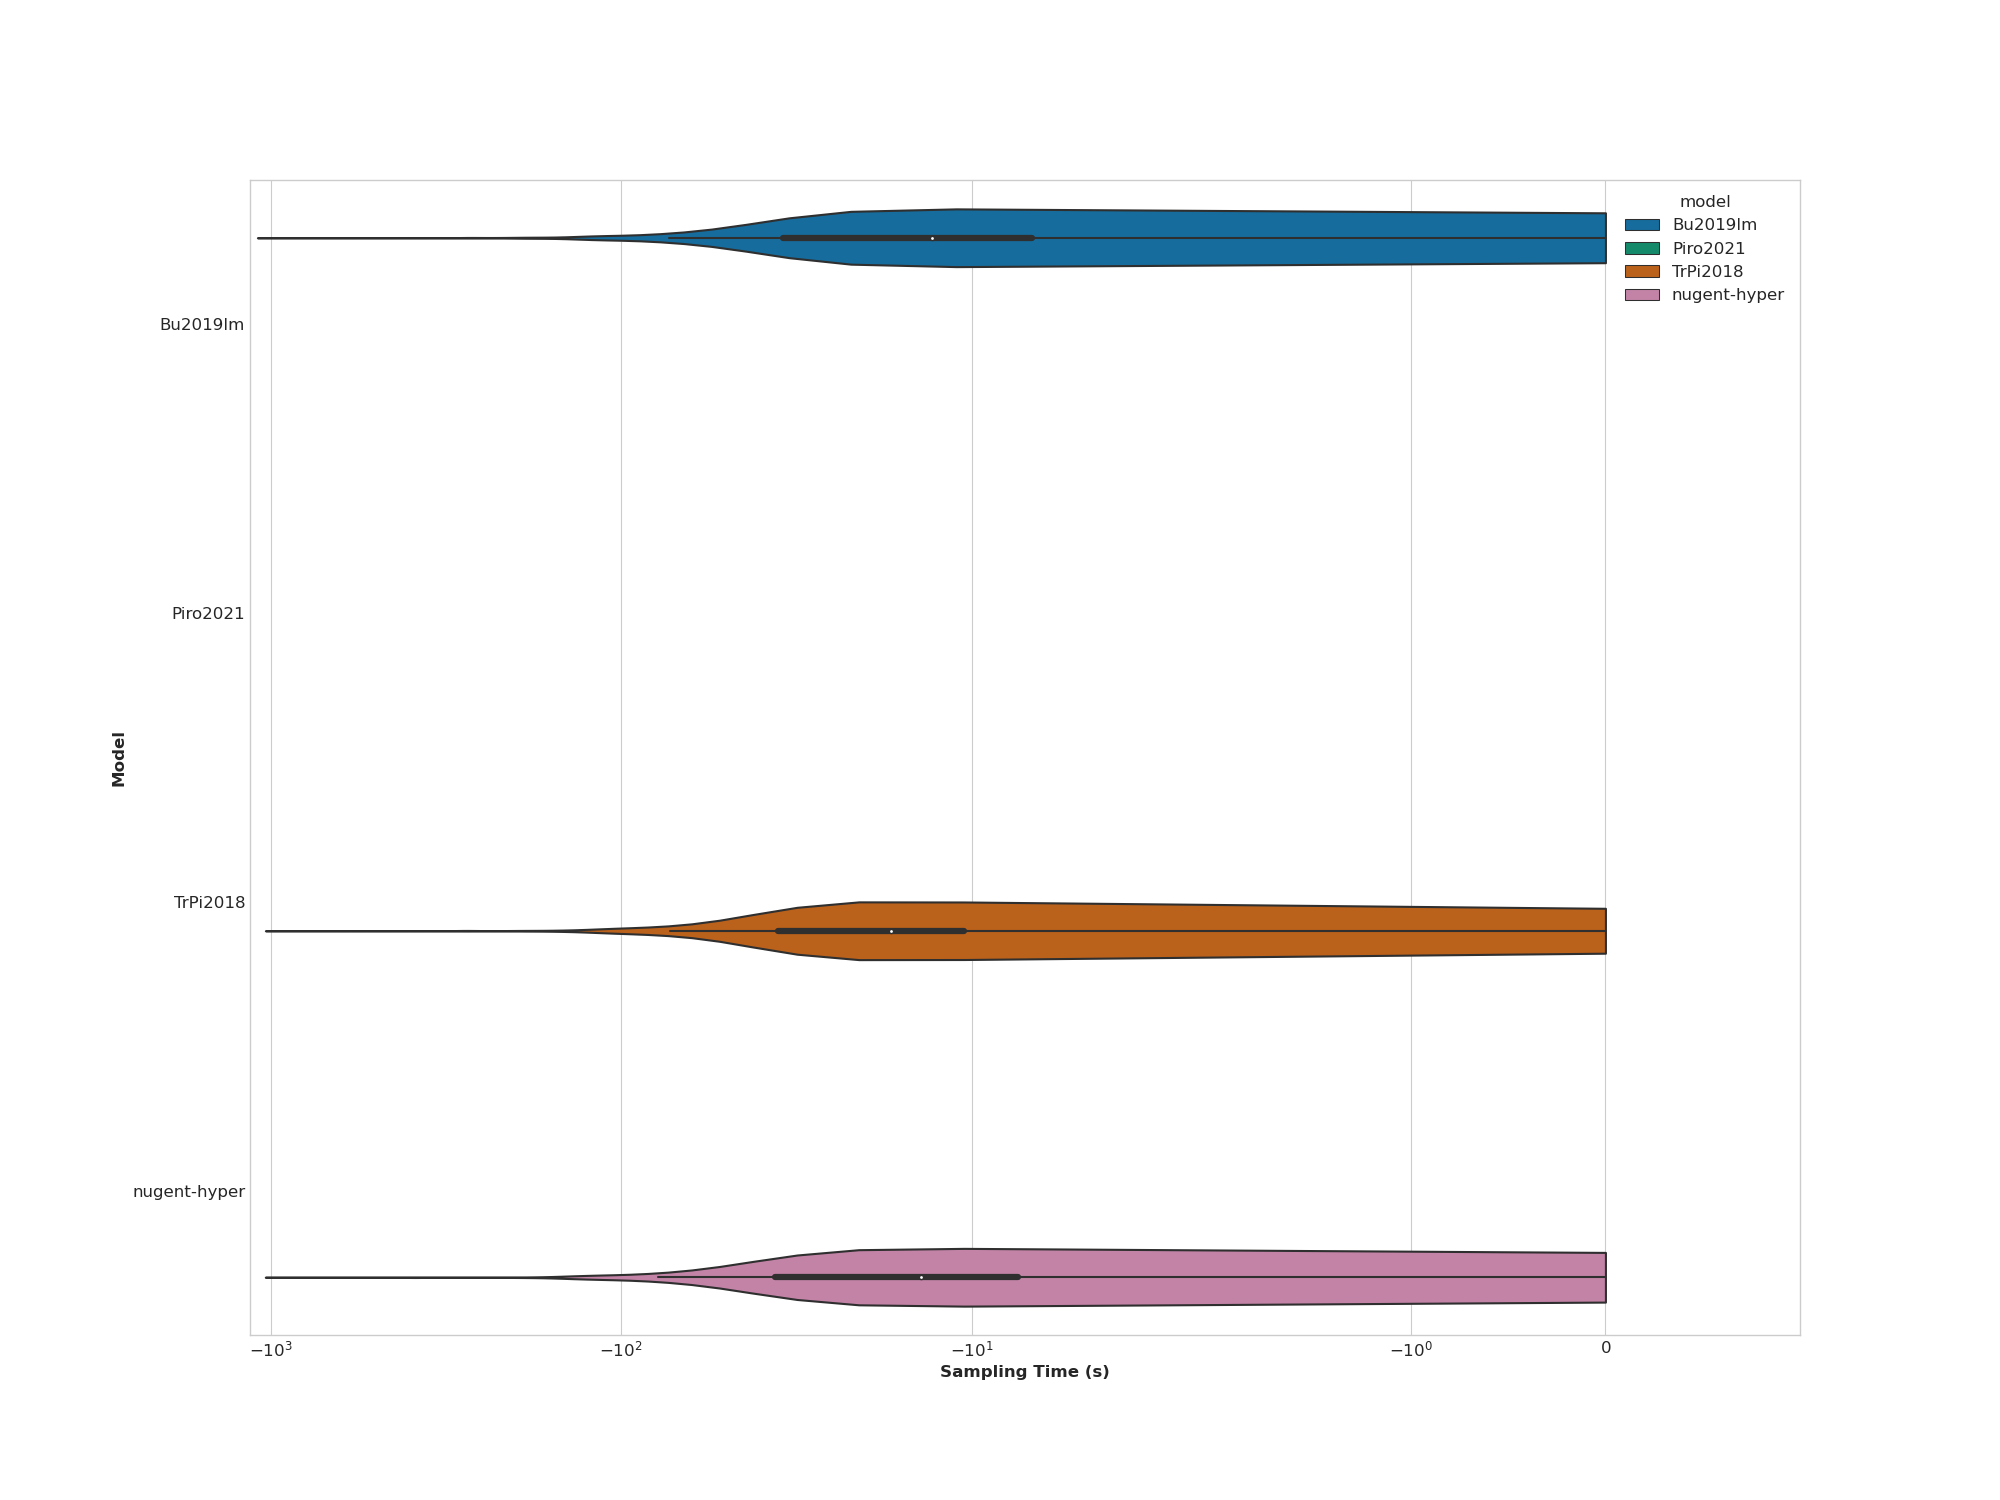 model
Bu2019lm
Piro2021
TrPi2018
nugent-hyper
Bu2019lm
Piro2021
TrPi2018
nugent-hyper
Model
−10³ −10² −10¹ −10⁰ 0
Sampling Time (s)